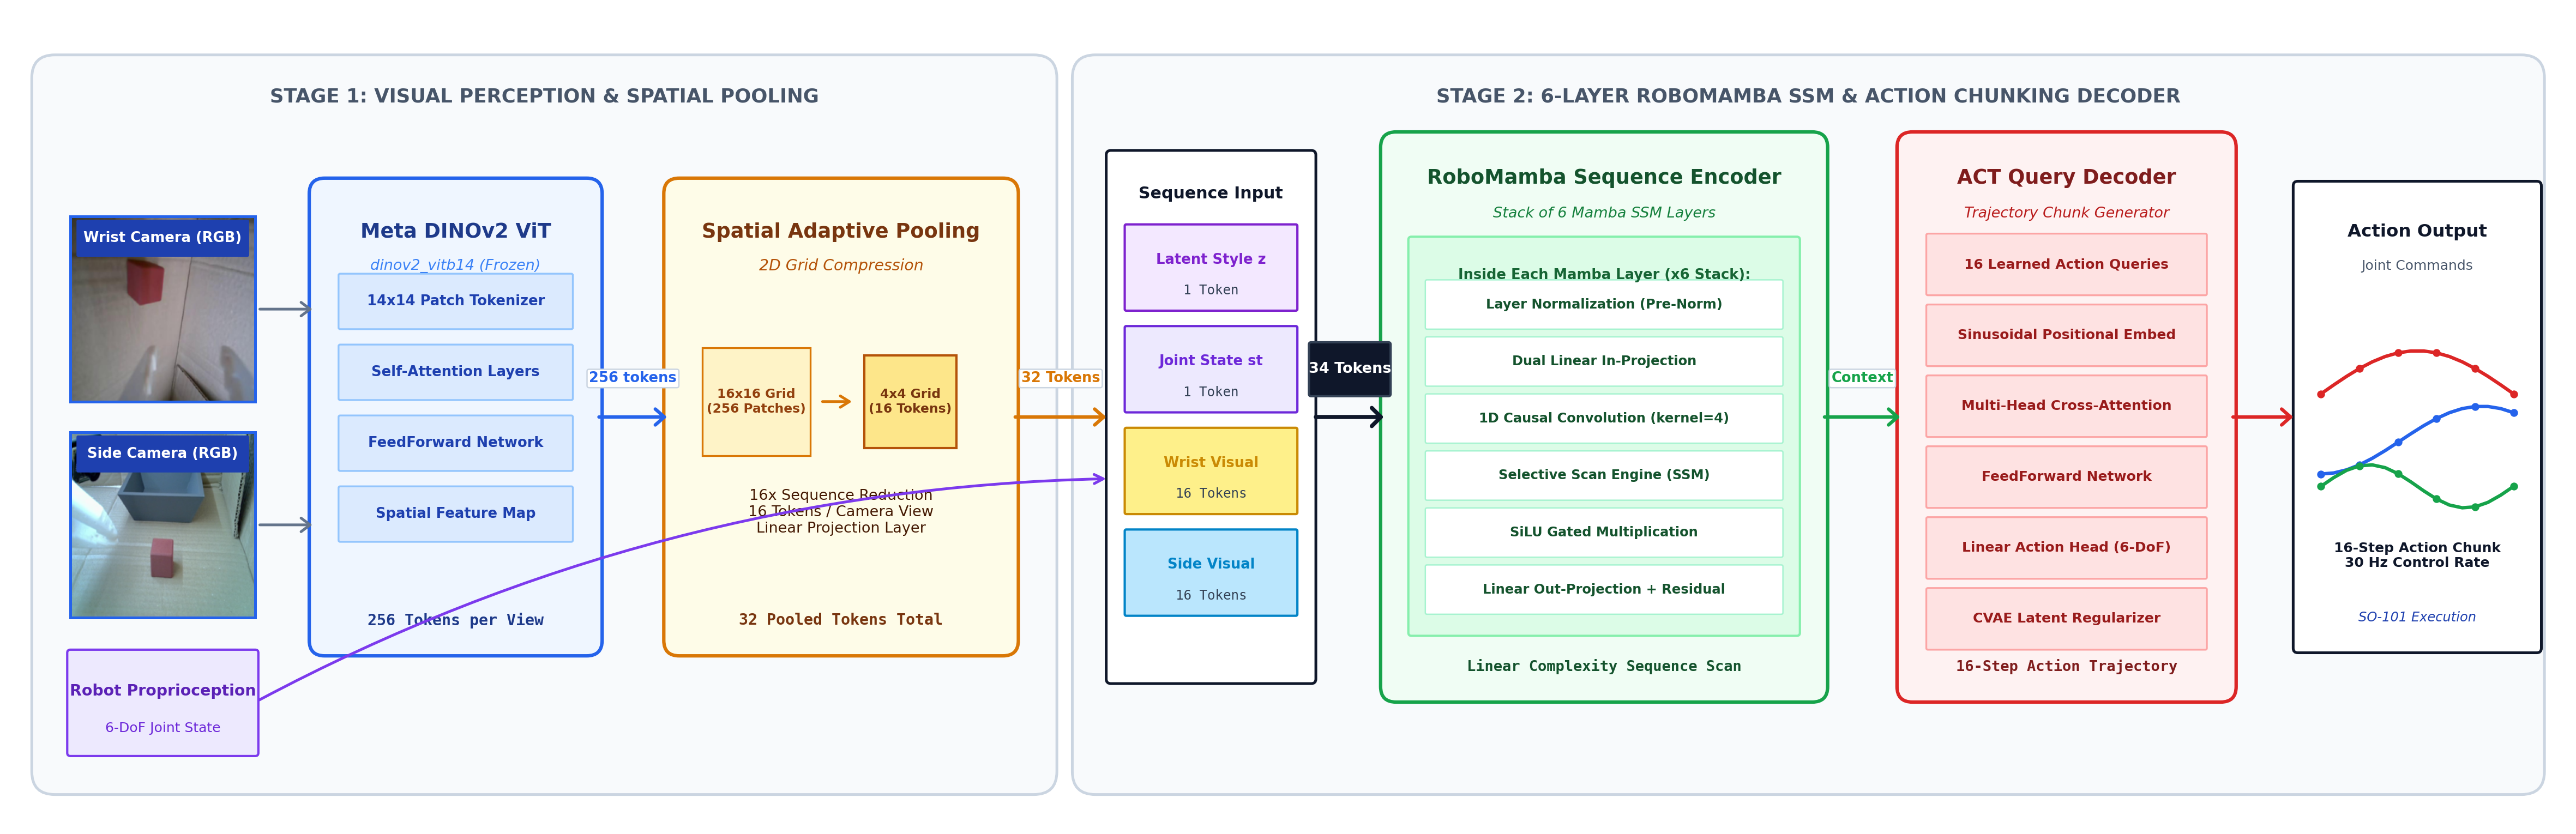 STAGE 1: VISUAL PERCEPTION & SPATIAL POOLING
Wrist Camera (RGB)
Side Camera (RGB)
Robot Proprioception
6-DoF Joint State
Meta DINOv2 ViT
dinov2_vitb14 (Frozen)
14x14 Patch Tokenizer
Self-Attention Layers
FeedForward Network
Spatial Feature Map
256 Tokens per View
256 tokens
Spatial Adaptive Pooling
2D Grid Compression
16x16 Grid
(256 Patches)
4x4 Grid
(16 Tokens)
16x Sequence Reduction
16 Tokens / Camera View
Linear Projection Layer
32 Pooled Tokens Total
32 Tokens
STAGE 2: 6-LAYER ROBOMAMBA SSM & ACTION CHUNKING DECODER
Sequence Input
Latent Style z
1 Token
Joint State st
1 Token
Wrist Visual
16 Tokens
Side Visual
16 Tokens
34 Tokens
RoboMamba Sequence Encoder
Stack of 6 Mamba SSM Layers
Inside Each Mamba Layer (x6 Stack):
Layer Normalization (Pre-Norm)
Dual Linear In-Projection
1D Causal Convolution (kernel=4)
Selective Scan Engine (SSM)
SiLU Gated Multiplication
Linear Out-Projection + Residual
Linear Complexity Sequence Scan
Context
ACT Query Decoder
Trajectory Chunk Generator
16 Learned Action Queries
Sinusoidal Positional Embed
Multi-Head Cross-Attention
FeedForward Network
Linear Action Head (6-DoF)
CVAE Latent Regularizer
16-Step Action Trajectory
Action Output
Joint Commands
16-Step Action Chunk
30 Hz Control Rate
SO-101 Execution